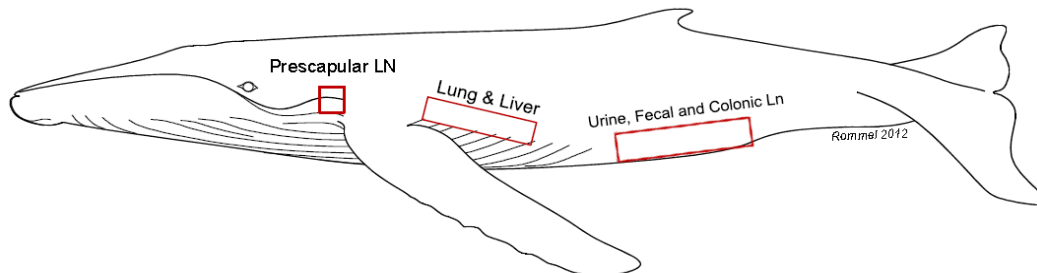 Prescapular LN
Lung & Liver
Urine, Fecal and Colonic Ln
Rommel 2012